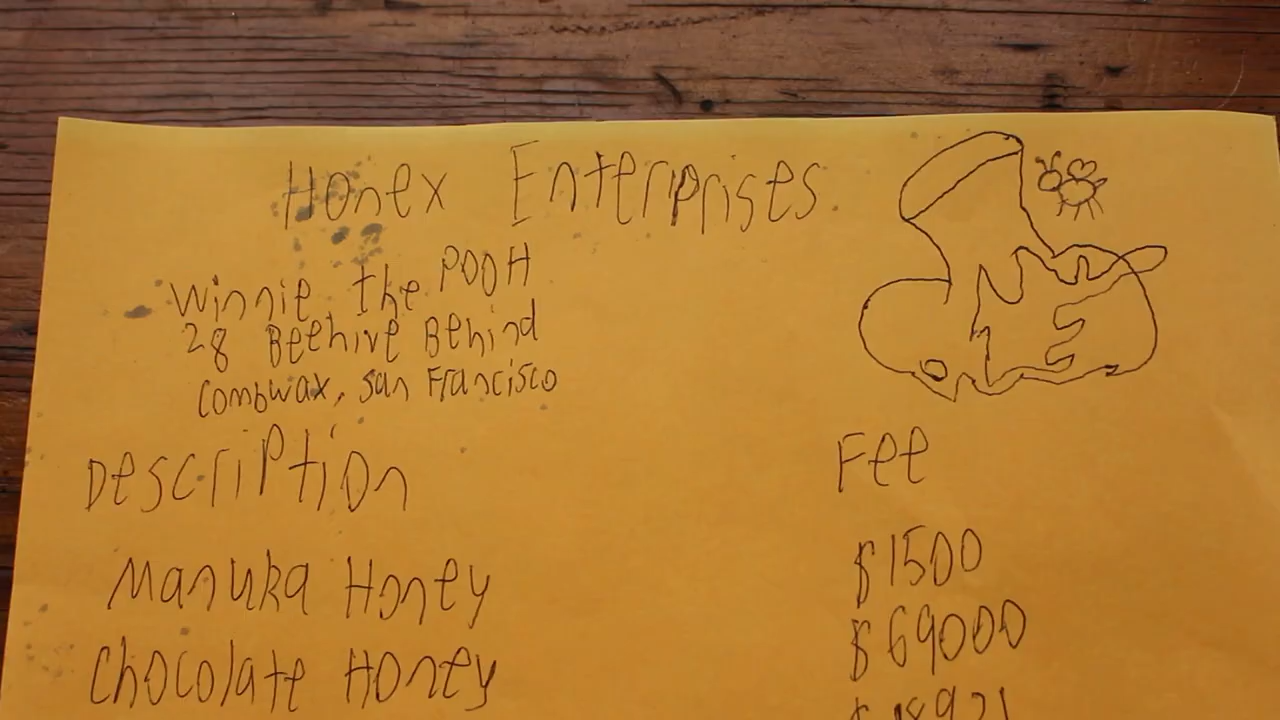 Honex Enterprises.
Winnie the POOH
28 Beehive Behind
Combwax, San Francisco
Description Fee
Manuka Honey $1500
Chocolate Honey $69000